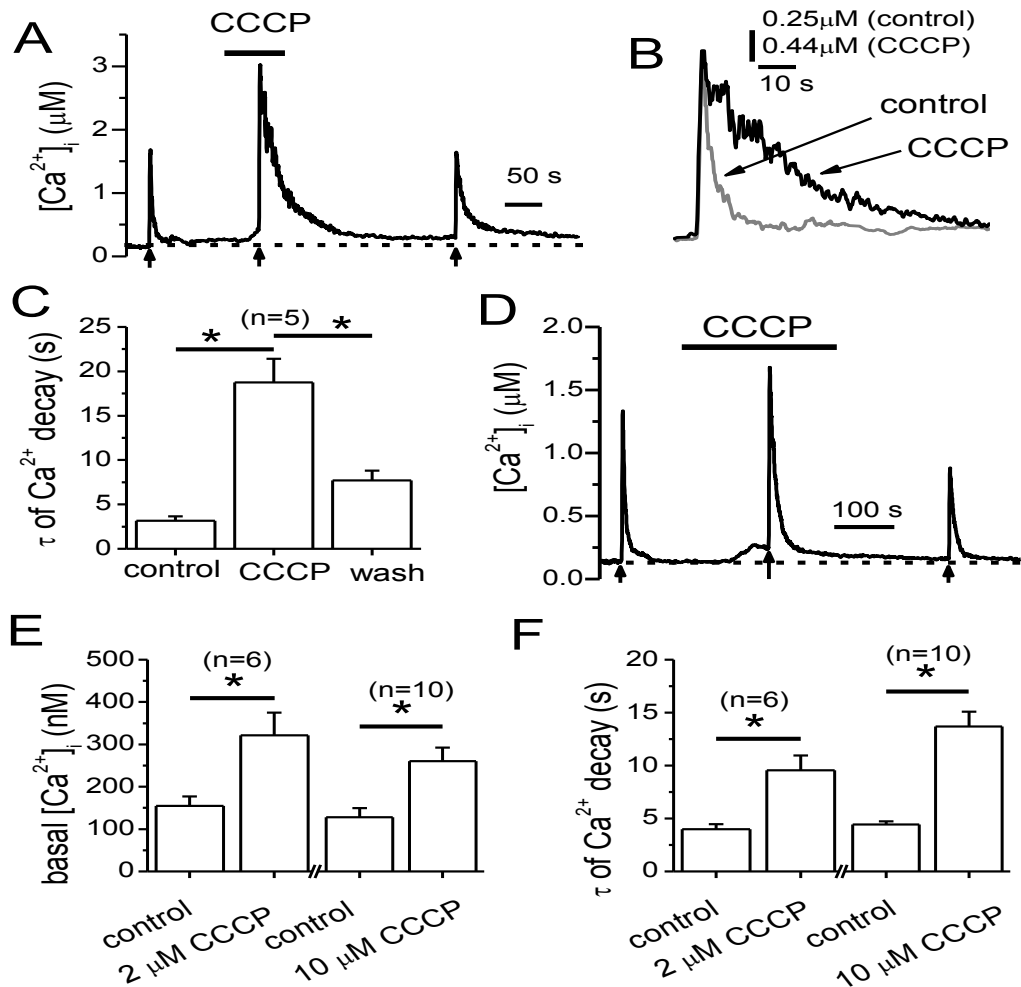 A
CCCP
[Ca2+]i (μM)
3
2
1
0
50 s
B
0.25μM (control)
0.44μM (CCCP)
10 s
control
CCCP
C
τ of Ca2+ decay (s)
25
20
15
10
5
0
(n=5)
*
*
control
CCCP
wash
D
CCCP
[Ca2+]i (μM)
2.0
1.5
1.0
0.5
0.0
100 s
E
basal [Ca2+]i (nM)
500
400
300
200
100
0
(n=6)
*
(n=10)
*
control
2 μM CCCP
control
10 μM CCCP
F
τ of Ca2+ decay (s)
20
15
10
5
0
(n=6)
*
(n=10)
*
control
2 μM CCCP
control
10 μM CCCP